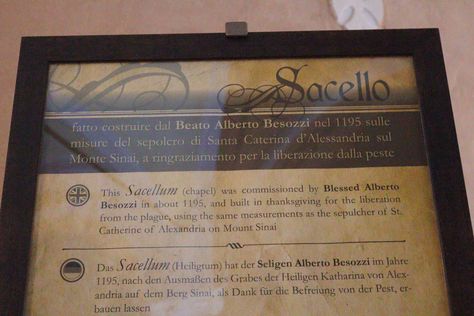 Sacello
fatto costruire dal Beato Alberto Besozzi nel 1195 sulle
misure del sepolcro di Santa Caterina d'Alessandria sul
Monte Sinai, a ringraziamento per la liberazione dalla peste
This Sacellum (chapel) was commissioned by Blessed Alberto
Besozzi in about 1195, and built in thanksgiving for the liberation
from the plague, using the same measurements as the sepulcher of St.
Catherine of Alexandria on Mount Sinai
Das Sacellum (Heiligtum) hat der Seligen Alberto Besozzi im Jahre
1195, nach den Ausmaßen des Grabes der Heiligen Katharina von Alex-
andria auf dem Berg Sinai, als Dank für die Befreiung von der Pest, er-
bauen lassen